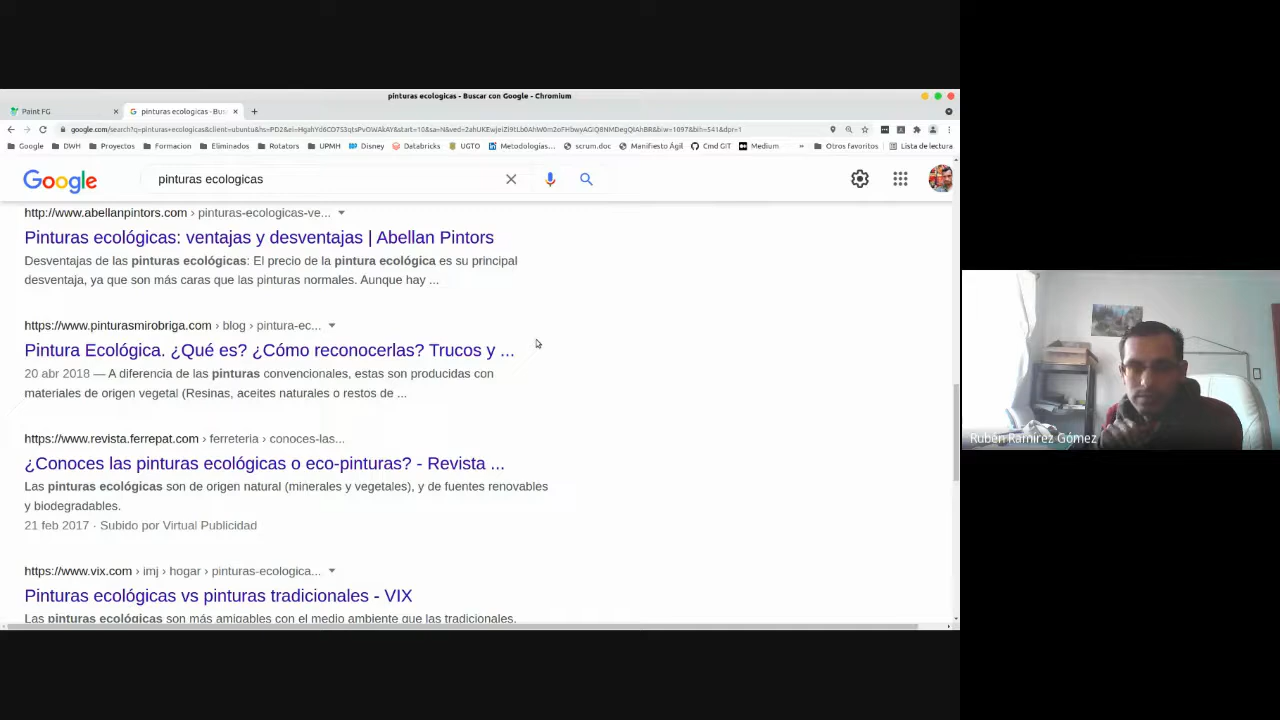 pinturas ecologicas - Buscar con Google - Chromium
Paint FG
pinturas ecologicas - Bus
Google DWH Proyectos Formacion Eliminados Rotators UPMH Disney Databricks UGTO Metodologías... scrum.doc Manifiesto Ágil Cmd GIT Medium » Otros favoritos Lista de lectura
Google pinturas ecologicas
http://www.abellanpintors.com › pinturas-ecologicas-ve...
Pinturas ecológicas: ventajas y desventajas | Abellan Pintors
Desventajas de las pinturas ecológicas: El precio de la pintura ecológica es su principal
desventaja, ya que son más caras que las pinturas normales. Aunque hay ...
https://www.pinturasmirobriga.com › blog › pintura-ec...
Pintura Ecológica. ¿Qué es? ¿Cómo reconocerlas? Trucos y ...
20 abr 2018 — A diferencia de las pinturas convencionales, estas son producidas con
materiales de origen vegetal (Resinas, aceites naturales o restos de ...
https://www.revista.ferrepat.com › ferreteria › conoces-las...
¿Conoces las pinturas ecológicas o eco-pinturas? - Revista ...
Las pinturas ecológicas son de origen natural (minerales y vegetales), y de fuentes renovables
y biodegradables.
21 feb 2017 · Subido por Virtual Publicidad
https://www.vix.com › imj › hogar › pinturas-ecologica...
Pinturas ecológicas vs pinturas tradicionales - VIX
Las pinturas ecológicas son más amigables con el medio ambiente que las tradicionales.
Rubén Ramírez Gómez